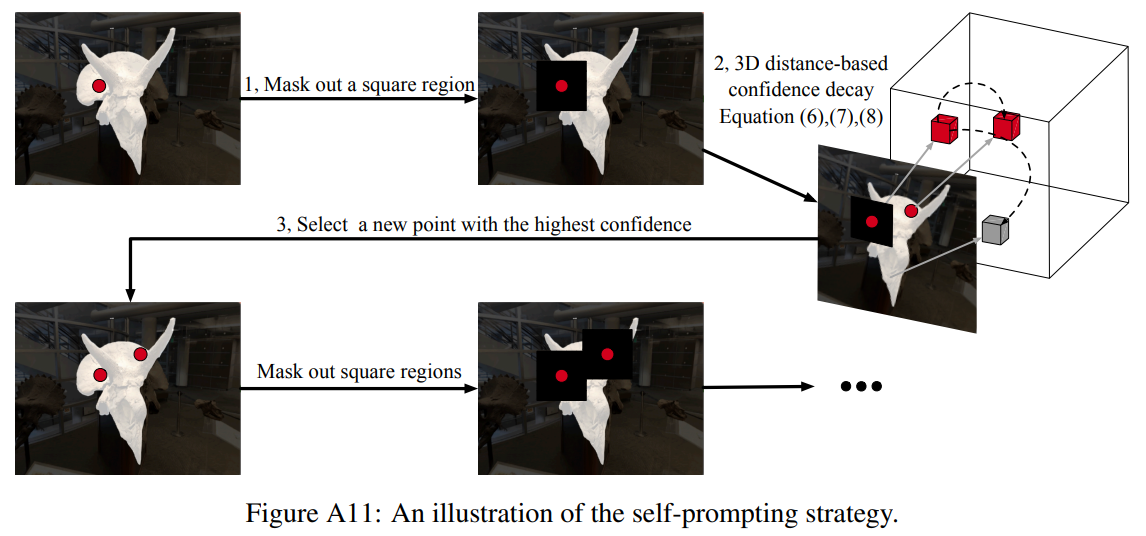 1, Mask out a square region
2, 3D distance-based
confidence decay
Equation (6),(7),(8)
3, Select a new point with the highest confidence
Mask out square regions
Figure A11: An illustration of the self-prompting strategy.